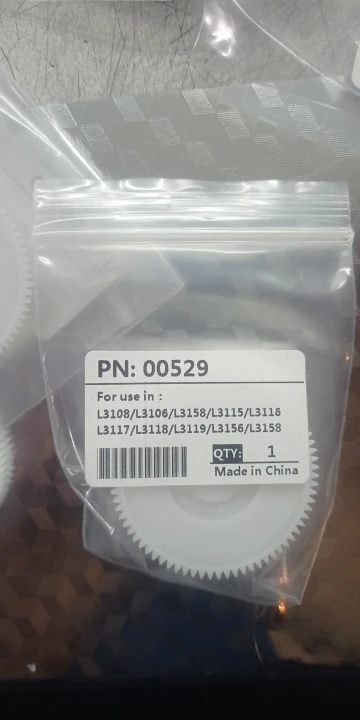 PN: 00529
For use in :
L3108/L3106/L3158/L3115/L3116
L3117/L3118/L3119/L3156/L3158
QTY: 1
Made in China